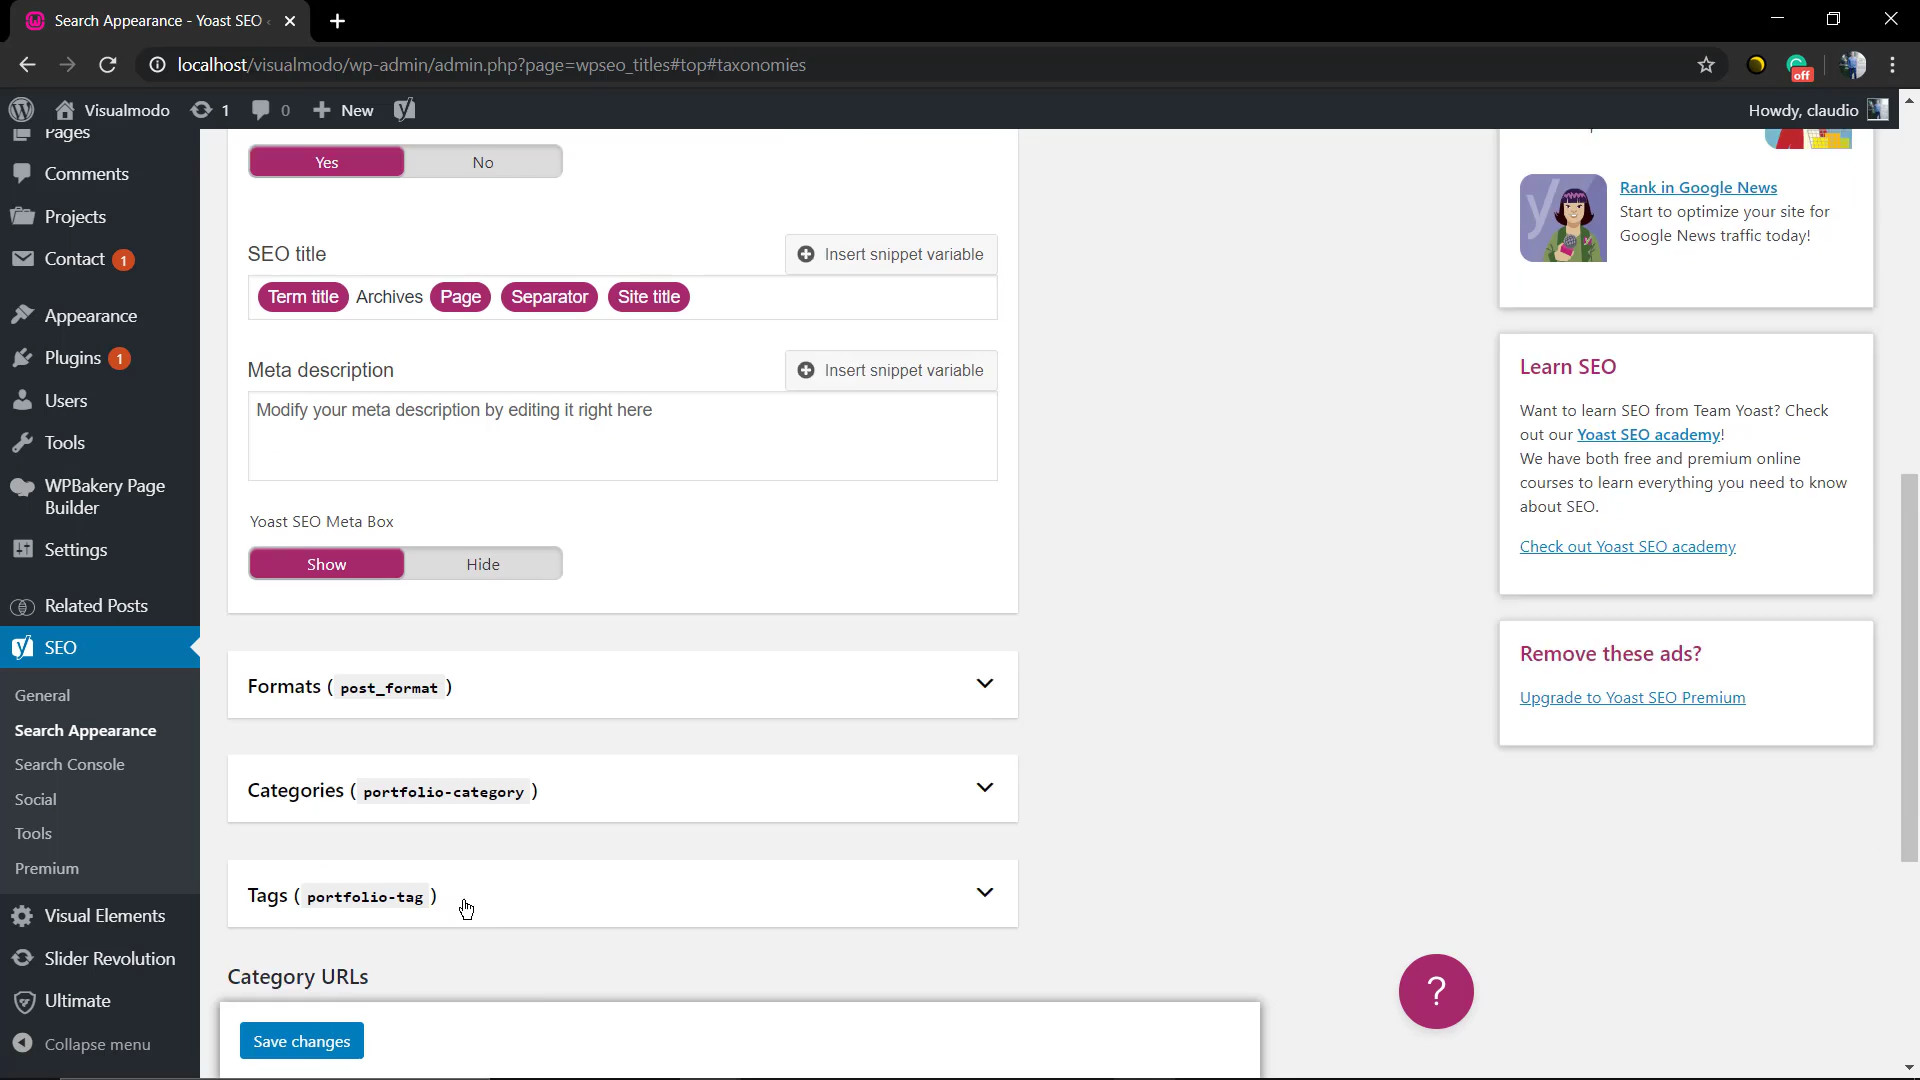 Search Appearance - Yoast SEO
localhost/visualmodo/wp-admin/admin.php?page=wpseo_titles#top#taxonomies
off
Visualmodo
1
0
New
Howdy, claudio
Pages
Comments
Projects
Contact 1
Appearance
Plugins 1
Users
Tools
WPBakery Page
Builder
Settings
Related Posts
SEO
General
Search Appearance
Search Console
Social
Tools
Premium
Visual Elements
Slider Revolution
Ultimate
Collapse menu
Yes
No
SEO title
Insert snippet variable
Term title Archives Page Separator Site title
Meta description
Insert snippet variable
Modify your meta description by editing it right here
Yoast SEO Meta Box
Show
Hide
Formats ( post_format )
Categories ( portfolio-category )
Tags ( portfolio-tag )
Category URLs
Save changes
Rank in Google News
Start to optimize your site for
Google News traffic today!
Learn SEO
Want to learn SEO from Team Yoast? Check
out our Yoast SEO academy!
We have both free and premium online
courses to learn everything you need to know
about SEO.
Check out Yoast SEO academy
Remove these ads?
Upgrade to Yoast SEO Premium
?